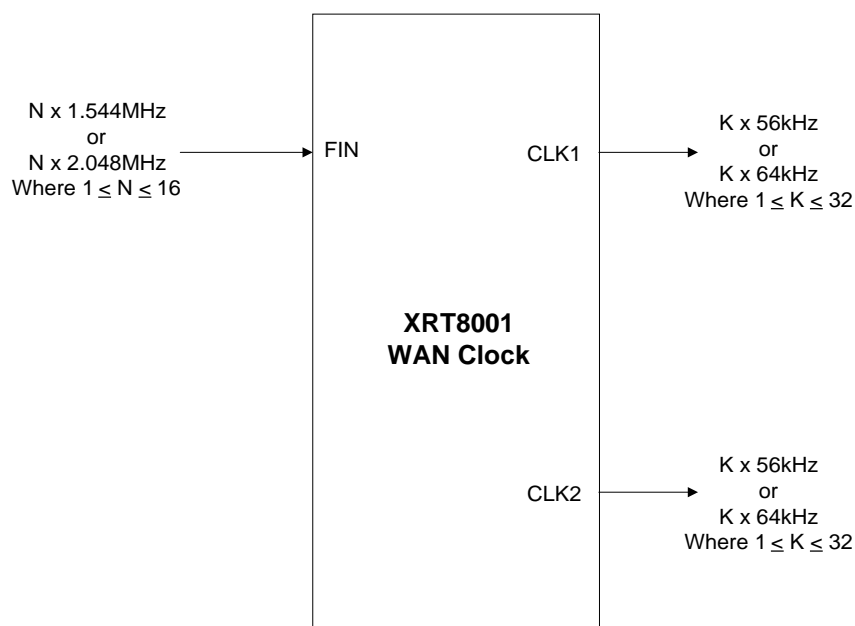 N x 1.544MHz
or
N x 2.048MHz
Where 1 ≤ N ≤ 16
FIN
CLK1
K x 56kHz
or
K x 64kHz
Where 1 ≤ K ≤ 32
XRT8001
WAN Clock
CLK2
K x 56kHz
or
K x 64kHz
Where 1 ≤ K ≤ 32